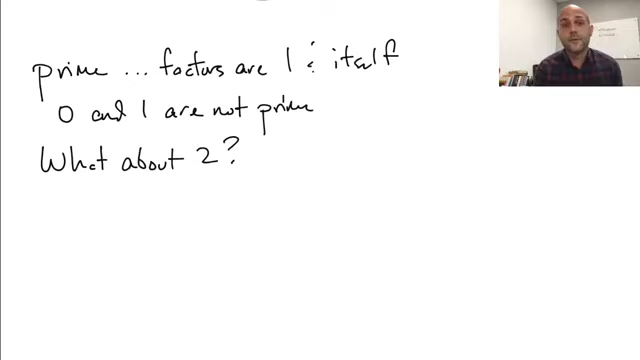 prime ... factors are 1 & itself
0 and 1 are not prime
What about 2?